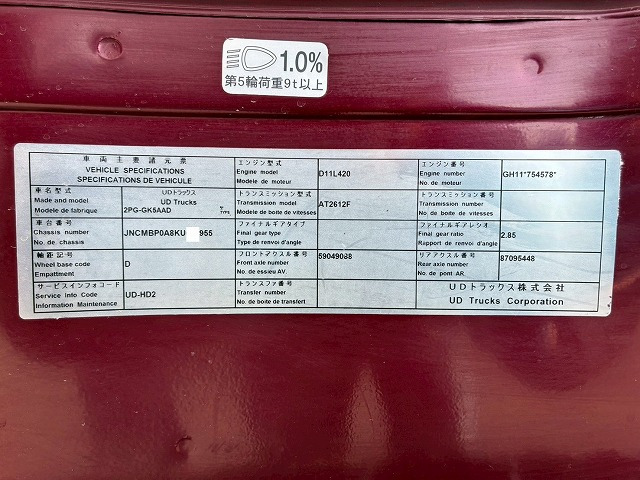 1.0%
第5輪荷重9t以上
車両主要諸元票
VEHICLE SPECIFICATIONS
SPECIFICATIONS DE VEHICULE
エンジン型式
Engine model
Modele de moteur
D11L420
エンジン番号
Engine number
No. de moteur
GH11*754578*
車名型式
Made and model
Modele de fabrique
UDトラックス
UD Trucks
2PG-GK5AAD
TYPE
トランスミッション型式
Transmission model
Modele de boite de vitesses
AT2612F
トランスミッション番号
Transmission number
No. de boite de vitesses
車台番号
Chassis number
No. de chassis
JNCMBP0A8KU 955
ファイナルギアタイプ
Final gear type
Type de renvoi d'angle
ファイナルギアレシオ
Final gear ratio
Rapport de renvoi d'angle
2.85
軸距記号
Wheel base code
Empattment
D
フロントアクスル番号
Front axle number
No. de essieu AV.
59049038
リアアクスル番号
Rear axle number
No. de pont AR.
87095448
サービスインフォコード
Service Into Code
Information Maintenance
UD-HD2
トランスファ番号
Transfer number
No. de boite de transfert
UDトラックス株式会社
UD Trucks Corporation